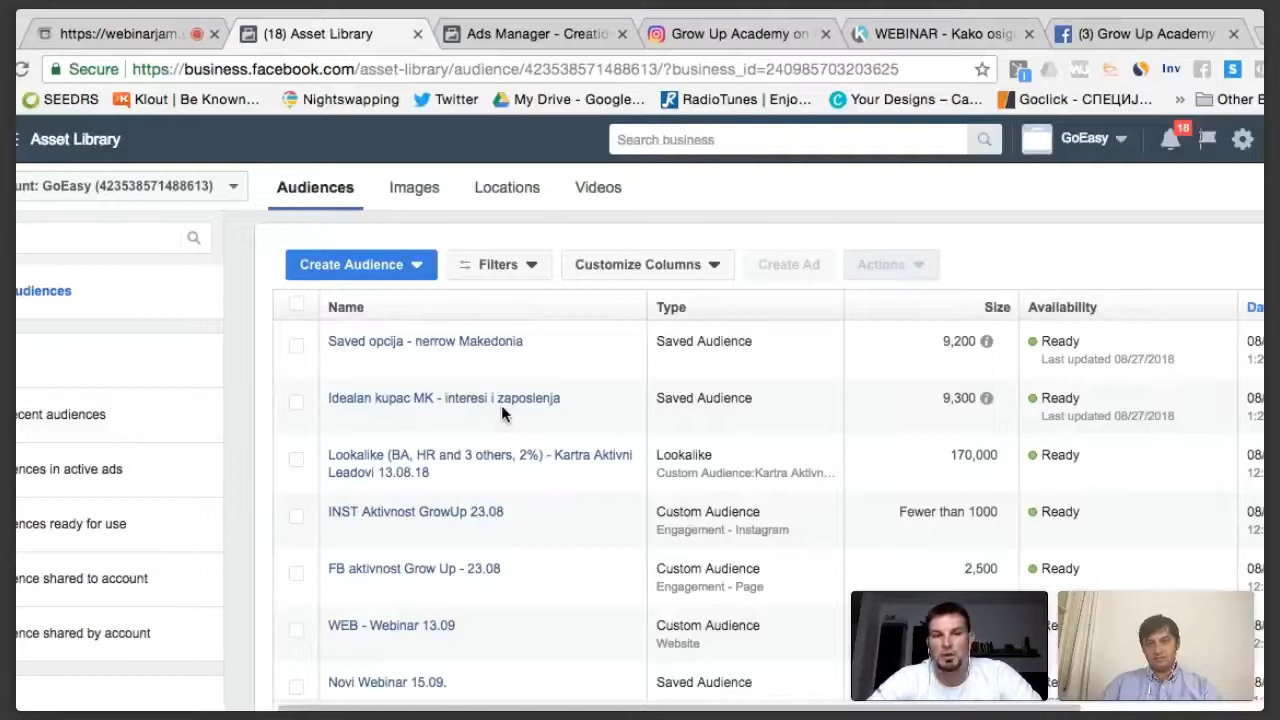 https://webinarjam.
(18) Asset Library
Ads Manager - Creatio
Grow Up Academy on
WEBINAR - Kako osig
(3) Grow Up Academy
Secure https://business.facebook.com/asset-library/audience/423538571488613/?business_id=240985703203625
Inv
SEEDRS
Klout | Be Known...
Nightswapping
Twitter
My Drive - Google...
RadioTunes | Enjo...
Your Designs – Ca...
Goclick - СПЕЦИЈ...
» Other B
Asset Library
Search business
GoEasy
18
unt: GoEasy (423538571488613)
Audiences
Images
Locations
Videos
Create Audience
Filters
Customize Columns
Create Ad
Actions
udiences
ecent audiences
ences in active ads
ences ready for use
ence shared to account
ence shared by account
Name Type Size Availability Da
Saved opcija - nerrow Makedonia Saved Audience 9,200 Ready 08/
Last updated 08/27/2018 1:2
Idealan kupac MK - interesi i zaposlenja Saved Audience 9,300 Ready 08/
Last updated 08/27/2018 1:
Lookalike (BA, HR and 3 others, 2%) - Kartra Aktivni Lookalike 170,000 Ready 08/
Leadovi 13.08.18 Custom Audience:Kartra Aktivn... 12:
INST Aktivnost GrowUp 23.08 Custom Audience Fewer than 1000 Ready 08/
Engagement - Instagram 12:
FB aktivnost Grow Up - 23.08 Custom Audience 2,500 Ready 08/
Engagement - Page 12:
WEB - Webinar 13.09 Custom Audience
Website
Novi Webinar 15.09. Saved Audience